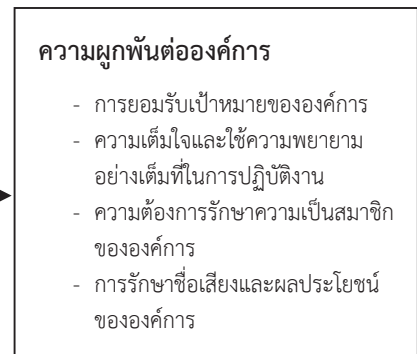 ความผูกพันต่อองค์การ
- การยอมรับเป้าหมายขององค์การ
- ความเต็มใจและใช้ความพยายาม
อย่างเต็มที่ในการปฏิบัติงาน
- ความต้องการรักษาความเป็นสมาชิก
ขององค์การ
- การรักษาชื่อเสียงและผลประโยชน์
ขององค์การ